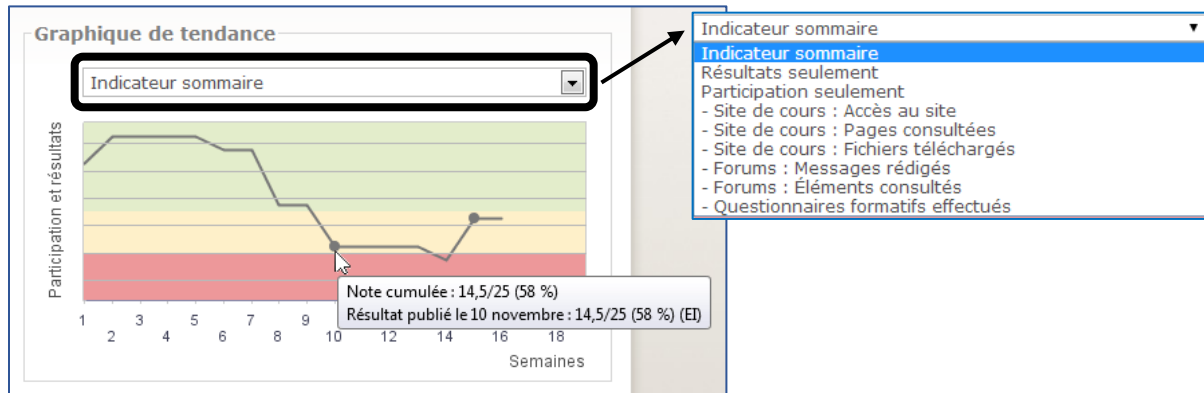 Graphique de tendance
Indicateur sommaire
Participation et résultats
Note cumulée : 14,5/25 (58 %)
Résultat publié le 10 novembre : 14,5/25 (58 %) (EI)
1 3 5 7 9
2 4 6 8 10 12 14 16 18
Semaines
Indicateur sommaire
Indicateur sommaire
Résultats seulement
Participation seulement
- Site de cours : Accès au site
- Site de cours : Pages consultées
- Site de cours : Fichiers téléchargés
- Forums : Messages rédigés
- Forums : Éléments consultés
- Questionnaires formatifs effectués